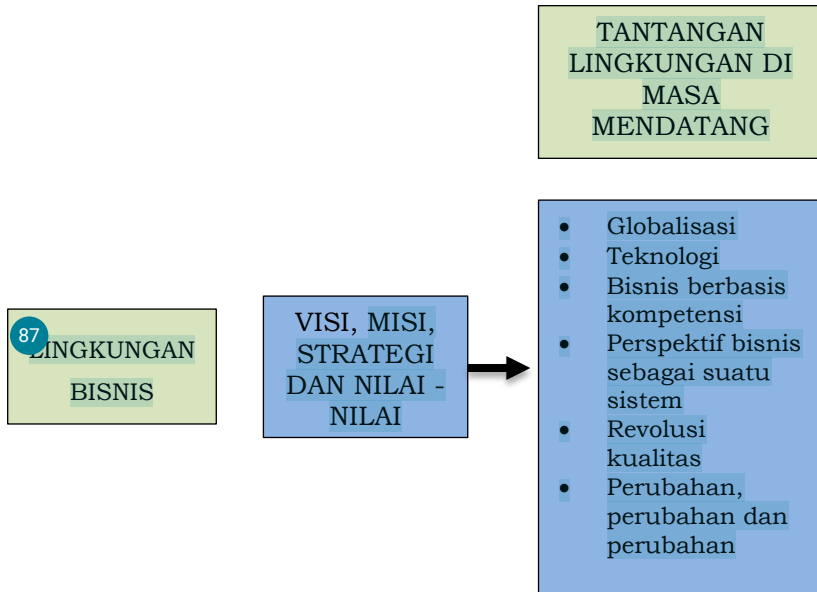 TANTANGAN
LINGKUNGAN DI
MASA
MENDATANG
87
LINGKUNGAN
BISNIS
VISI, MISI,
STRATEGI
DAN NILAI -
NILAI
• Globalisasi
• Teknologi
• Bisnis berbasis
kompetensi
• Perspektif bisnis
sebagai suatu
sistem
• Revolusi
kualitas
• Perubahan,
perubahan dan
perubahan